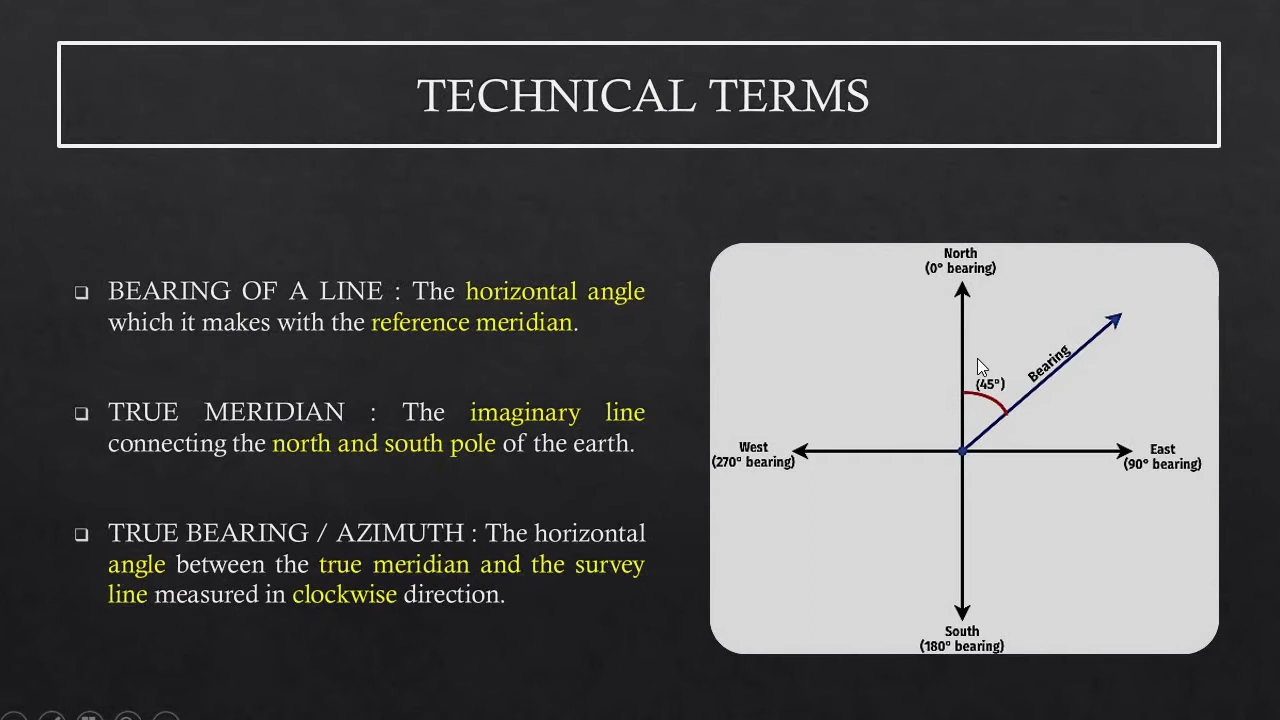 TECHNICAL TERMS
BEARING OF A LINE : The horizontal angle
which it makes with the reference meridian.
TRUE MERIDIAN : The imaginary line
connecting the north and south pole of the earth.
TRUE BEARING / AZIMUTH : The horizontal
angle between the true meridian and the survey
line measured in clockwise direction.
North
(0° bearing)
Bearing
(45°)
West
(270° bearing)
East
(90° bearing)
South
(180° bearing)